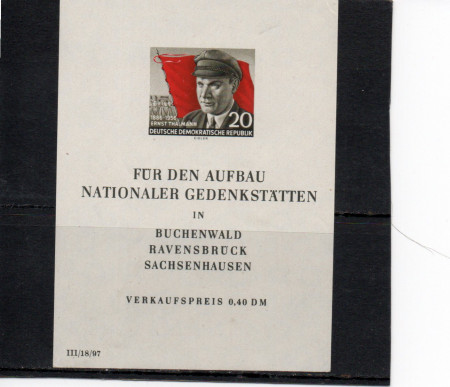 20
1886 1956
ERNST THÄLMANN
DEUTSCHE DEMOKRATISCHE REPUBLIK
FÜR DEN AUFBAU
NATIONALER GEDENKSTÄTTEN
IN
BUCHENWALD
RAVENSBRÜCK
SACHSENHAUSEN
VERKAUFSPREIS 0,40 DM
III/18/97